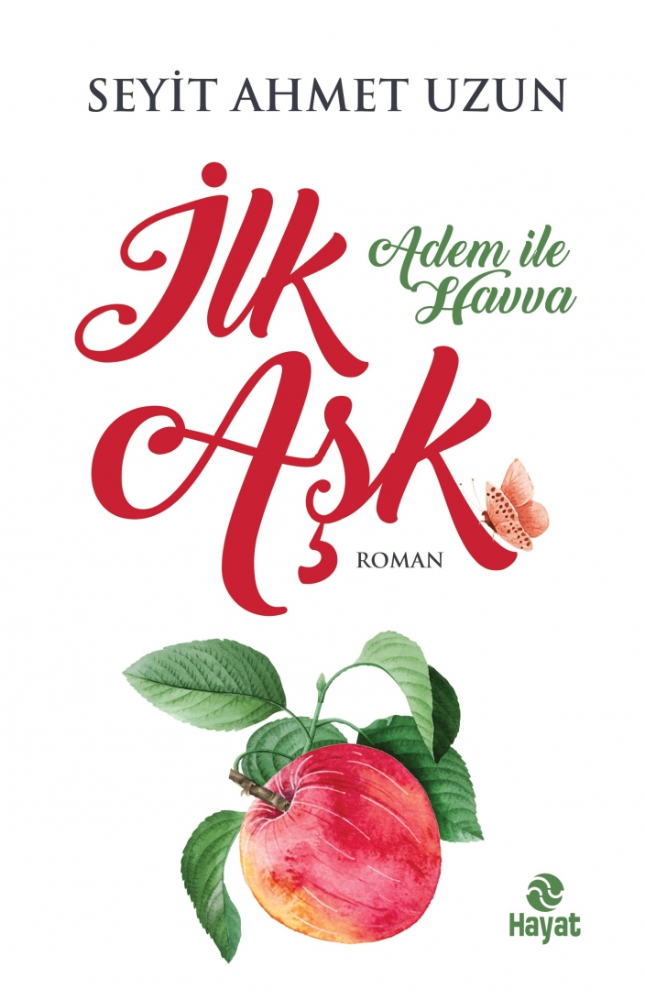 SEYİT AHMET UZUN
İlk
Adem ile
Havva
Aşk
ROMAN
Hayat